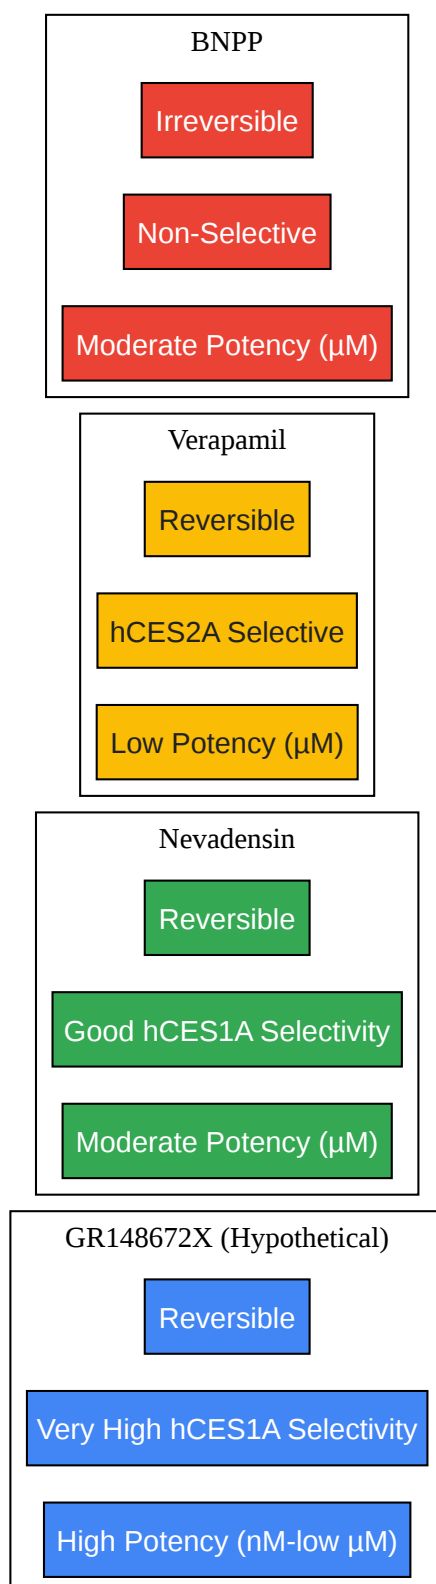 BNPP
Irreversible
Non-Selective
Moderate Potency (µM)
Verapamil
Reversible
hCES2A Selective
Low Potency (µM)
Nevadensin
Reversible
Good hCES1A Selectivity
Moderate Potency (µM)
GR148672X (Hypothetical)
Reversible
Very High hCES1A Selectivity
High Potency (nM-low µM)